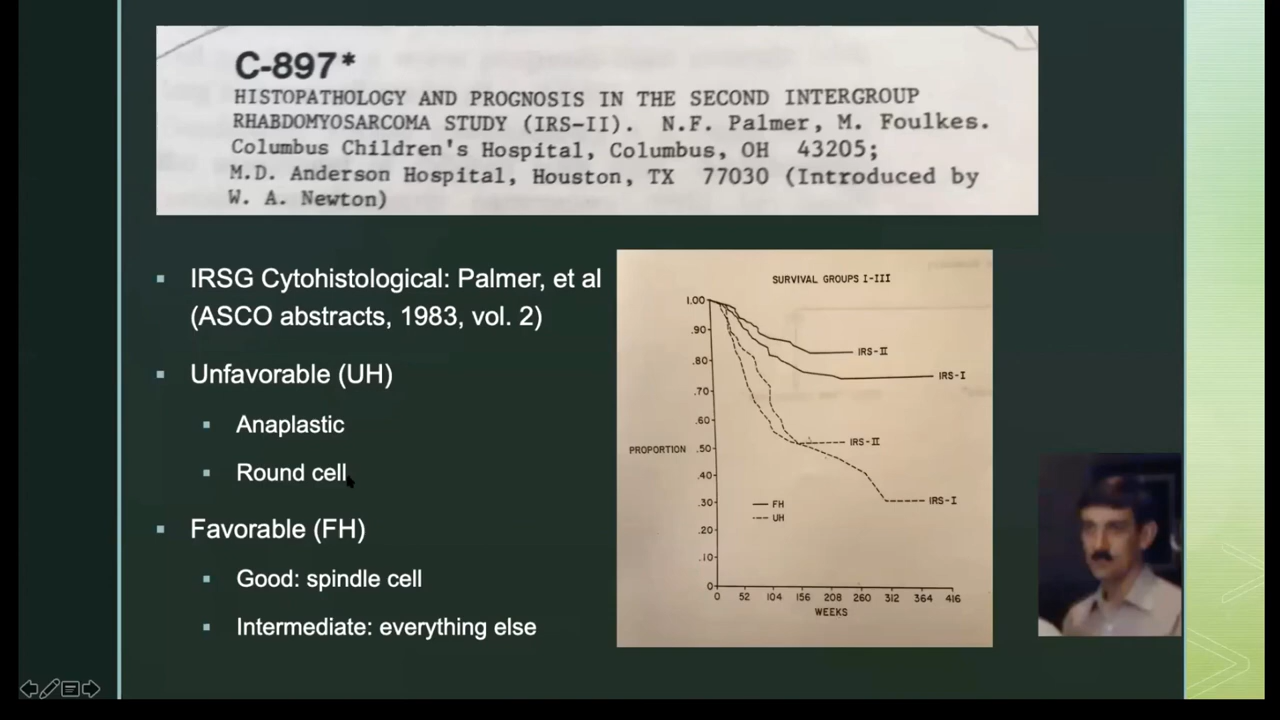 C-897*
HISTOPATHOLOGY AND PROGNOSIS IN THE SECOND INTERGROUP
RHABDOMYOSARCOMA STUDY (IRS-II). N.F. Palmer, M. Foulkes.
Columbus Children's Hospital, Columbus, OH 43205;
M.D. Anderson Hospital, Houston, TX 77030 (Introduced by
W. A. Newton)
IRSG Cytohistological: Palmer, et al
(ASCO abstracts, 1983, vol. 2)
Unfavorable (UH)
Anaplastic
Round cell
Favorable (FH)
Good: spindle cell
Intermediate: everything else
SURVIVAL GROUPS I-III
1.00
.90
.80
.70
.60
.50
.40
.30
.20
.10
0
PROPORTION
IRS-II
IRS-I
IRS-II
IRS-I
FH
UH
0 52 104 156 208 260 312 364 416
WEEKS